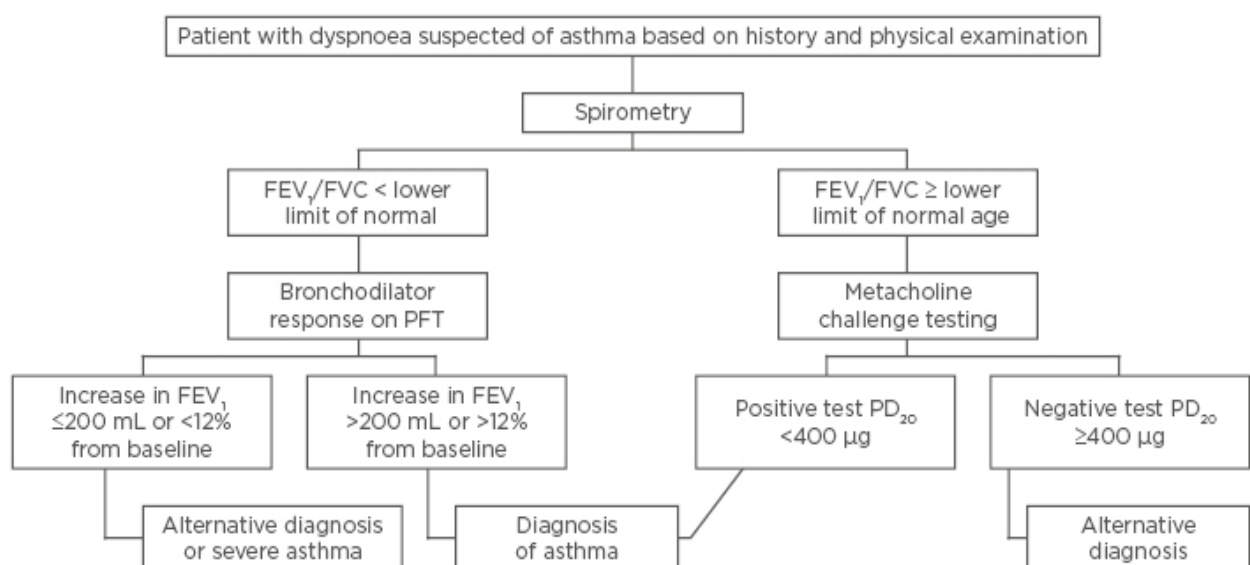 Patient with dyspnoea suspected of asthma based on history and physical examination
Spirometry
FEV₁/FVC < lower
limit of normal
FEV₁/FVC ≥ lower
limit of normal age
Bronchodilator
response on PFT
Metacholine
challenge testing
Increase in FEV₁
≤200 mL or <12%
from baseline
Increase in FEV₁
>200 mL or >12%
from baseline
Positive test PD₂₀
<400 µg
Negative test PD₂₀
≥400 µg
Alternative diagnosis
or severe asthma
Diagnosis
of asthma
Alternative
diagnosis